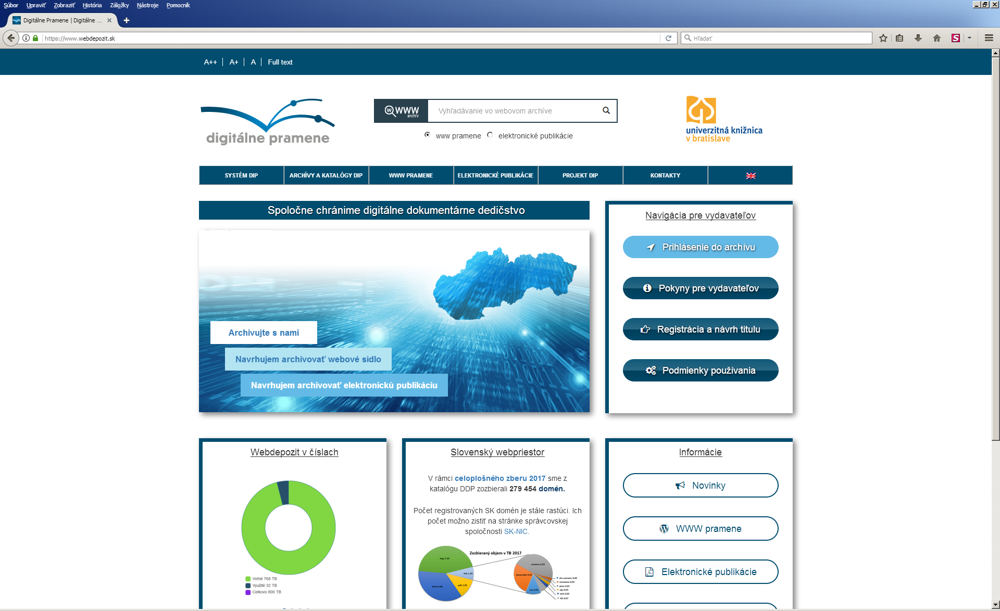 Súbor Upraviť Zobraziť História Záložky Nástroje Pomocník
Digitálne Pramene | Digitálne ...
https://www.webdepozit.sk
Hľadať
A++ A+ A Full text
digitálne pramene
WWW
archív
Vyhľadávanie vo webovom archíve
www pramene elektronické publikácie
univerzitná knižnica
v bratislave
SYSTÉM DIP ARCHÍVY A KATALÓGY DIP WWW PRAMENE ELEKTRONICKÉ PUBLIKÁCIE PROJEKT DIP KONTAKTY
Spoločne chránime digitálne dokumentárne dedičstvo
Archivujte s nami
Navrhujem archivovať webové sídlo
Navrhujem archivovať elektronickú publikáciu
Navigácia pre vydavateľov
Prihlásenie do archívu
Pokyny pre vydavateľov
Registrácia a návrh titulu
Podmienky používania
Webdepozit v číslach
Voľné 768 TB
Využité 32 TB
Celkovo 800 TB
Slovenský webpriestor
V rámci celoplošného zberu 2017 sme z
katalógu DDP zozbierali 279 454 domén.
Počet registrovaných SK domén je stále rastúci. Ich
počet možno zistiť na stránke správcovskej
spoločnosti SK-NIC.
Zozbieraný objem v TB 2017
Informácie
Novinky
WWW pramene
Elektronické publikácie